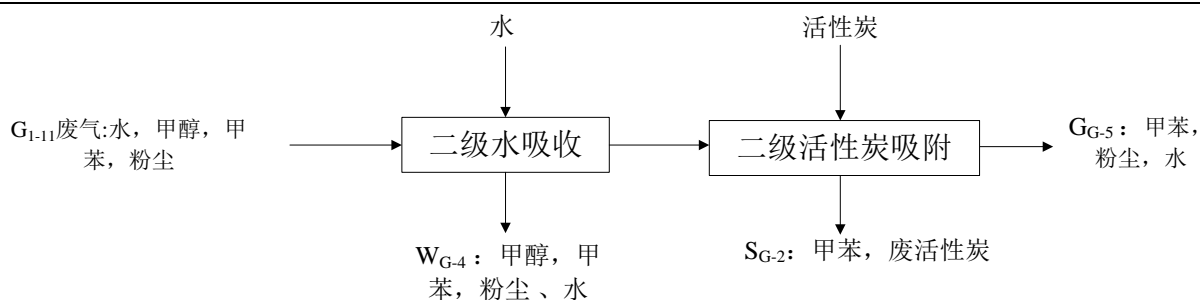 水
活性炭
G1-11废气:水，甲醇，甲
苯，粉尘
二级水吸收
二级活性炭吸附
GG-5：甲苯，
粉尘，水
WG-4：甲醇，甲
苯，粉尘 、水
SG-2：甲苯，废活性炭